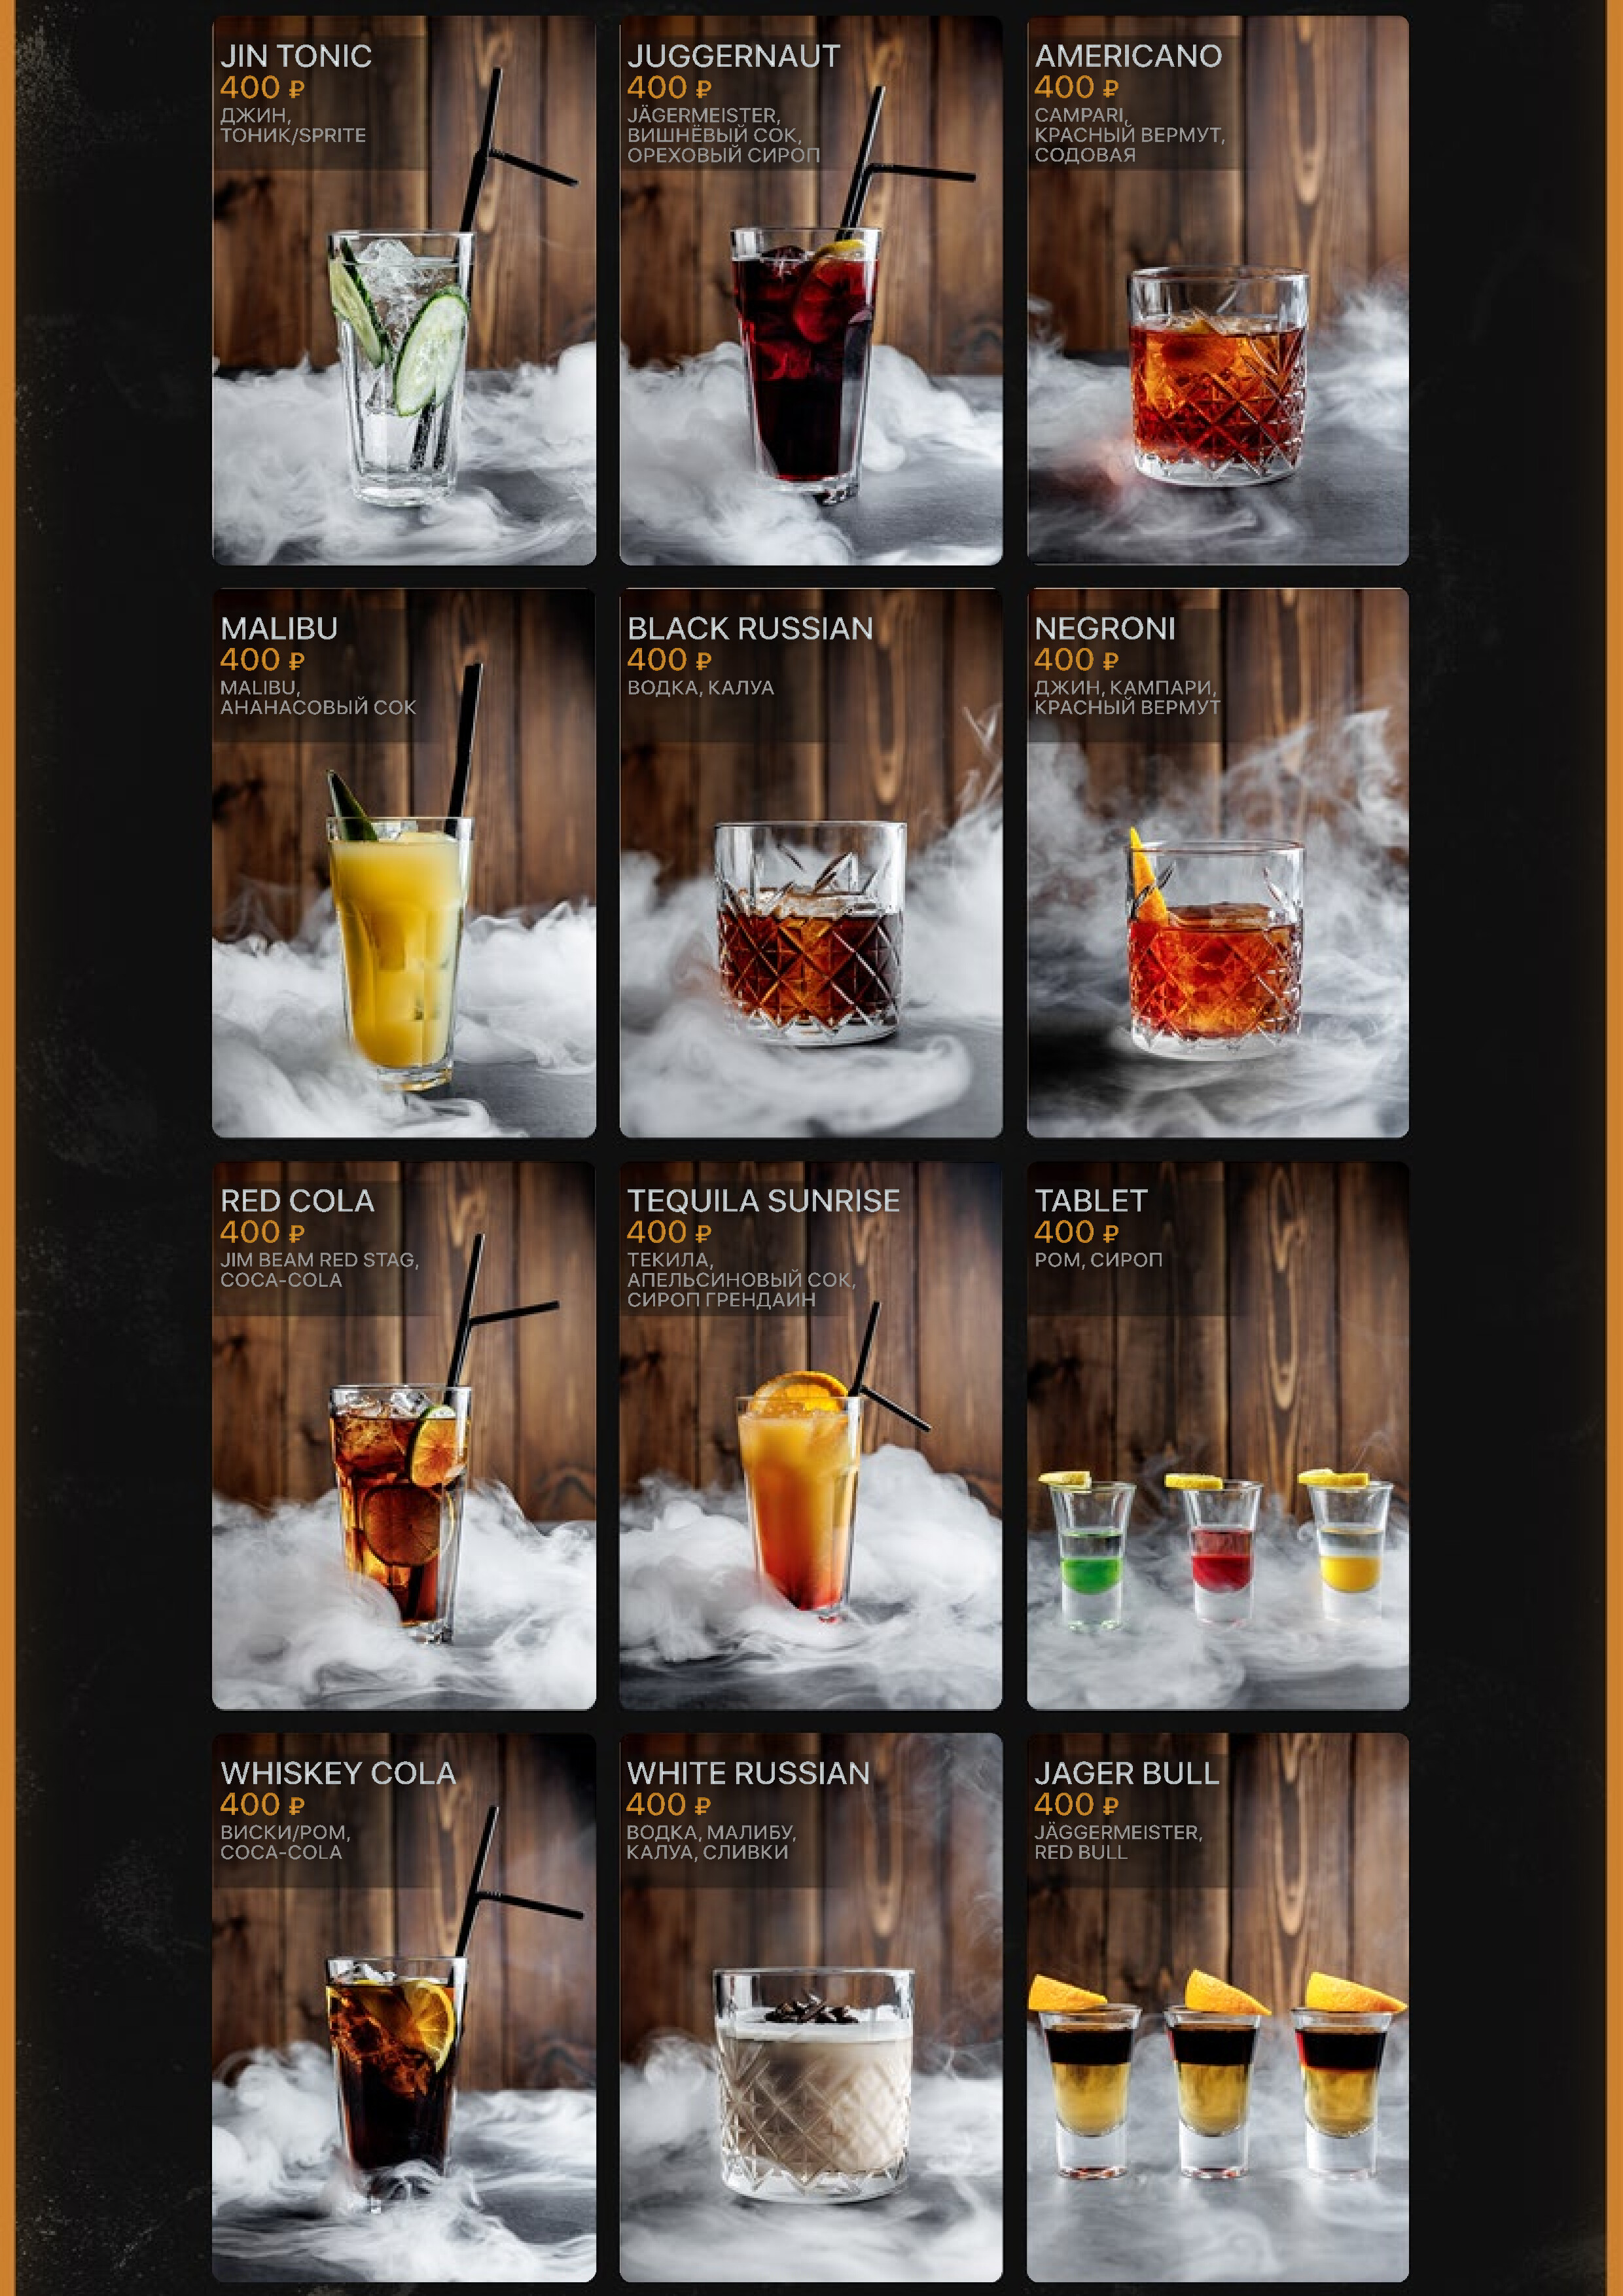 JIN TONIC
400 ₽
ДЖИН,
ТОНИК/SPRITE
JUGGERNAUT
400 ₽
JÄGERMEISTER,
ВИШНЁВЫЙ СОК,
ОРЕХОВЫЙ СИРОП
AMERICANO
400 ₽
CAMPARI,
КРАСНЫЙ ВЕРМУТ,
СОДОВАЯ
MALIBU
400 ₽
MALIBU,
АНАНАСОВЫЙ СОК
BLACK RUSSIAN
400 ₽
ВОДКА, КАЛУА
NEGRONI
400 ₽
ДЖИН, КАМПАРИ,
КРАСНЫЙ ВЕРМУТ
RED COLA
400 ₽
JIM BEAM RED STAG,
COCA-COLA
TEQUILA SUNRISE
400 ₽
ТЕКИЛА,
АПЕЛЬСИНОВЫЙ СОК,
СИРОП ГРЕНДАИН
TABLET
400 ₽
РОМ, СИРОП
WHISKEY COLA
400 ₽
ВИСКИ/РОМ,
COCA-COLA
WHITE RUSSIAN
400 ₽
ВОДКА, МАЛИБУ,
КАЛУА, СЛИВКИ
JAGER BULL
400 ₽
JÄGGERMEISTER,
RED BULL